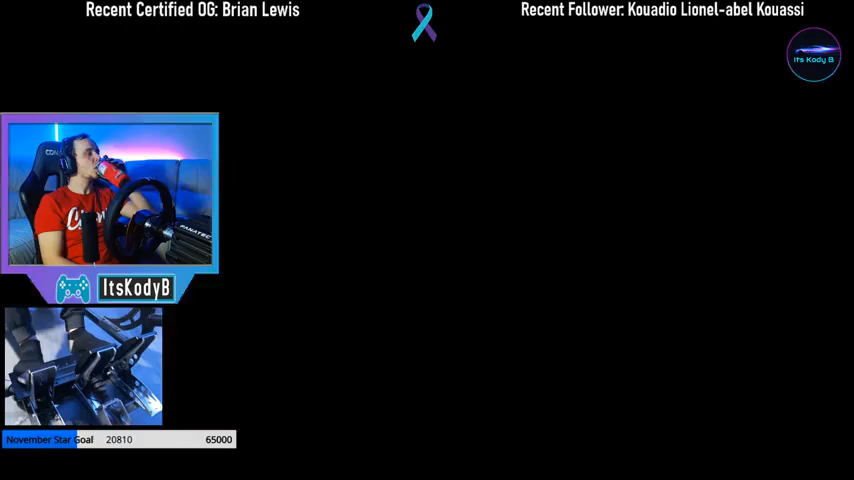 Recent Certified OG: Brian Lewis
Recent Follower: Kouadio Lionel-abel Kouassi
Its Kody B
FANATEC
ItsKodyB
November Star Goal 20810 65000